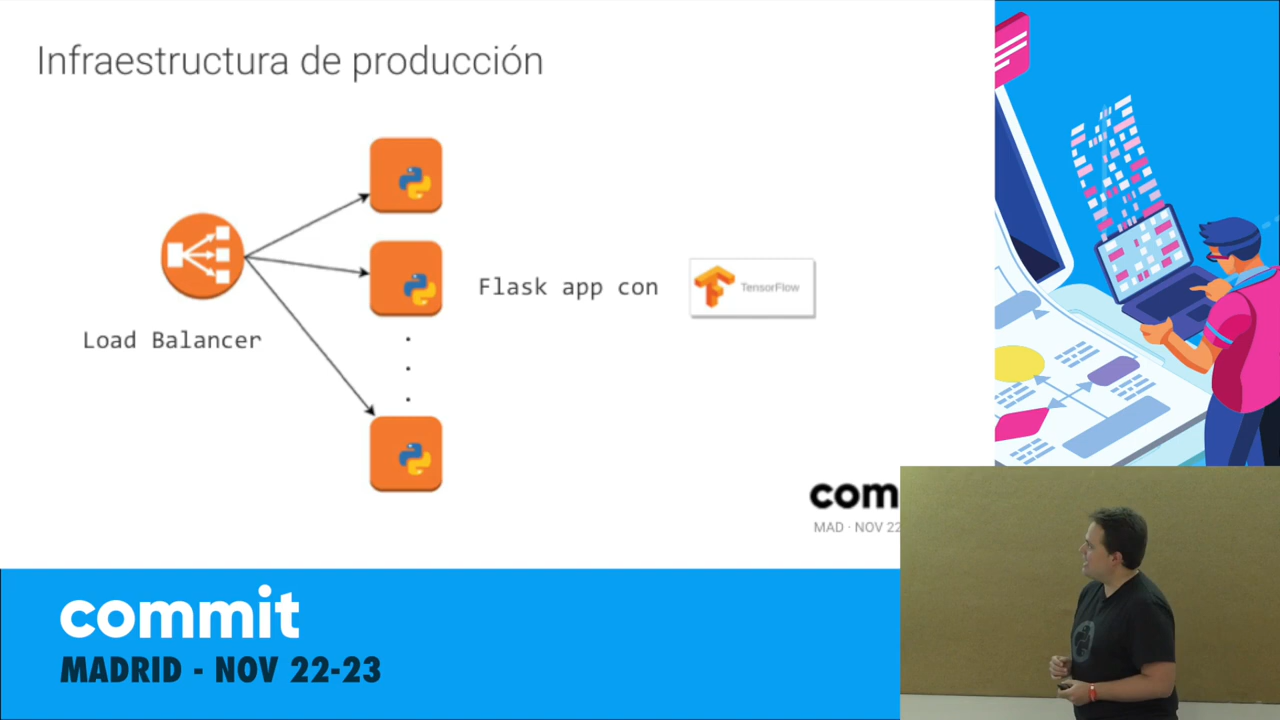 Infraestructura de producción
Flask app con
TensorFlow
Load Balancer
com
MAD · NOV 22
commit
MADRID - NOV 22-23